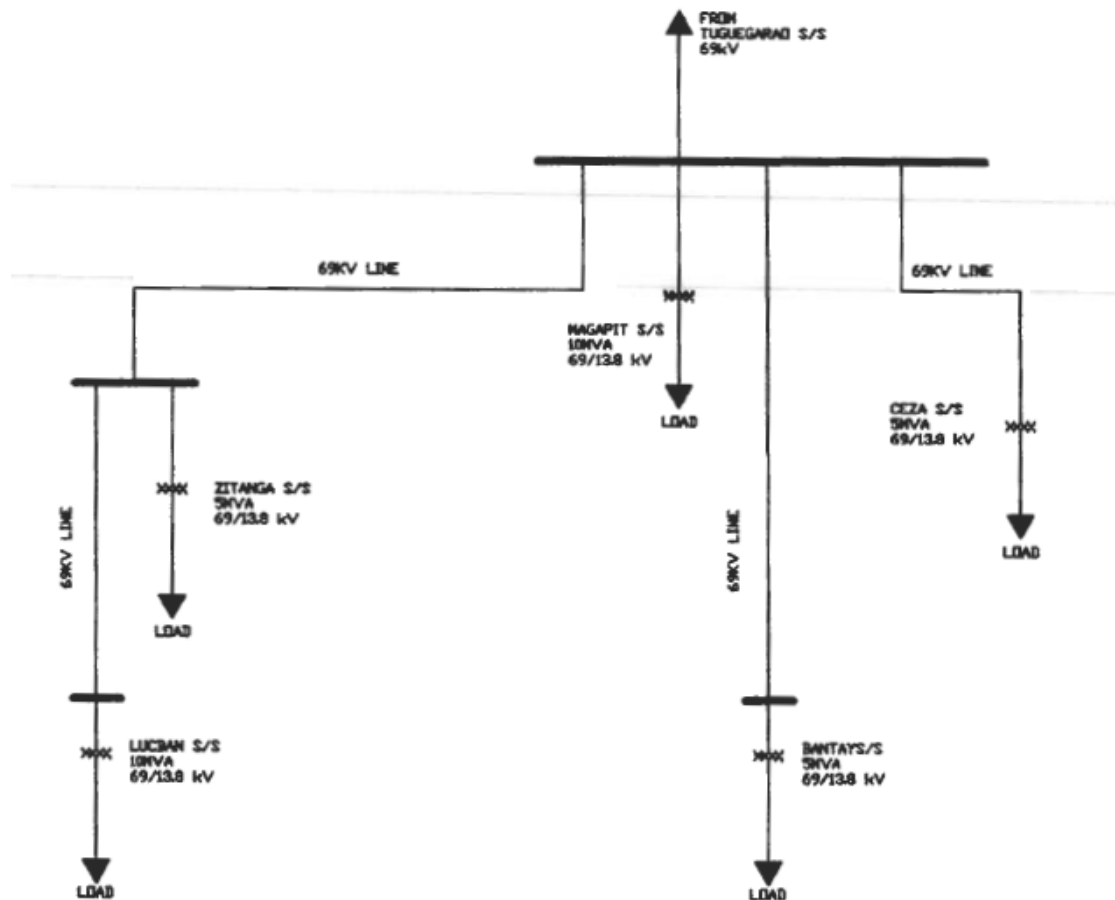 FROM
TUGUEGARAO S/S
69kV
69KV LINE
69KV LINE
MAGAPIT S/S
10MVA
69/13.8 kV
LOAD
CEZA S/S
5MVA
69/13.8 kV
LOAD
ZITANGA S/S
5MVA
69/13.8 kV
LOAD
69KV LINE
69KV LINE
LUCBAN S/S
10MVA
69/13.8 kV
LOAD
BANTAYS/S
5MVA
69/13.8 kV
LOAD